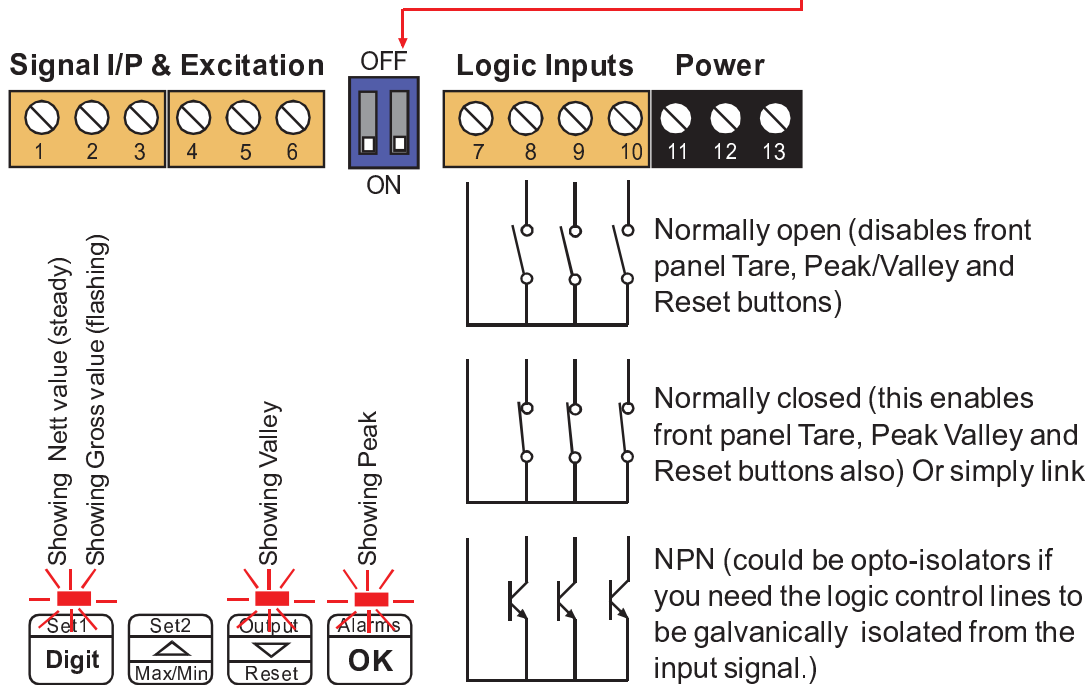 Signal I/P & Excitation
OFF
Logic Inputs
Power
1 2 3 4 5 6
7 8 9 10 11 12 13
ON
Normally open (disables front
panel Tare, Peak/Valley and
Reset buttons)
Normally closed (this enables
front panel Tare, Peak Valley and
Reset buttons also) Or simply link
NPN (could be opto-isolators if
you need the logic control lines to
be galvanically isolated from the
input signal.)
Showing Nett value (steady)
Showing Gross value (flashing)
Showing Valley
Showing Peak
Set1
Digit
Set2
Max/Min
Output
Reset
Alarms
OK